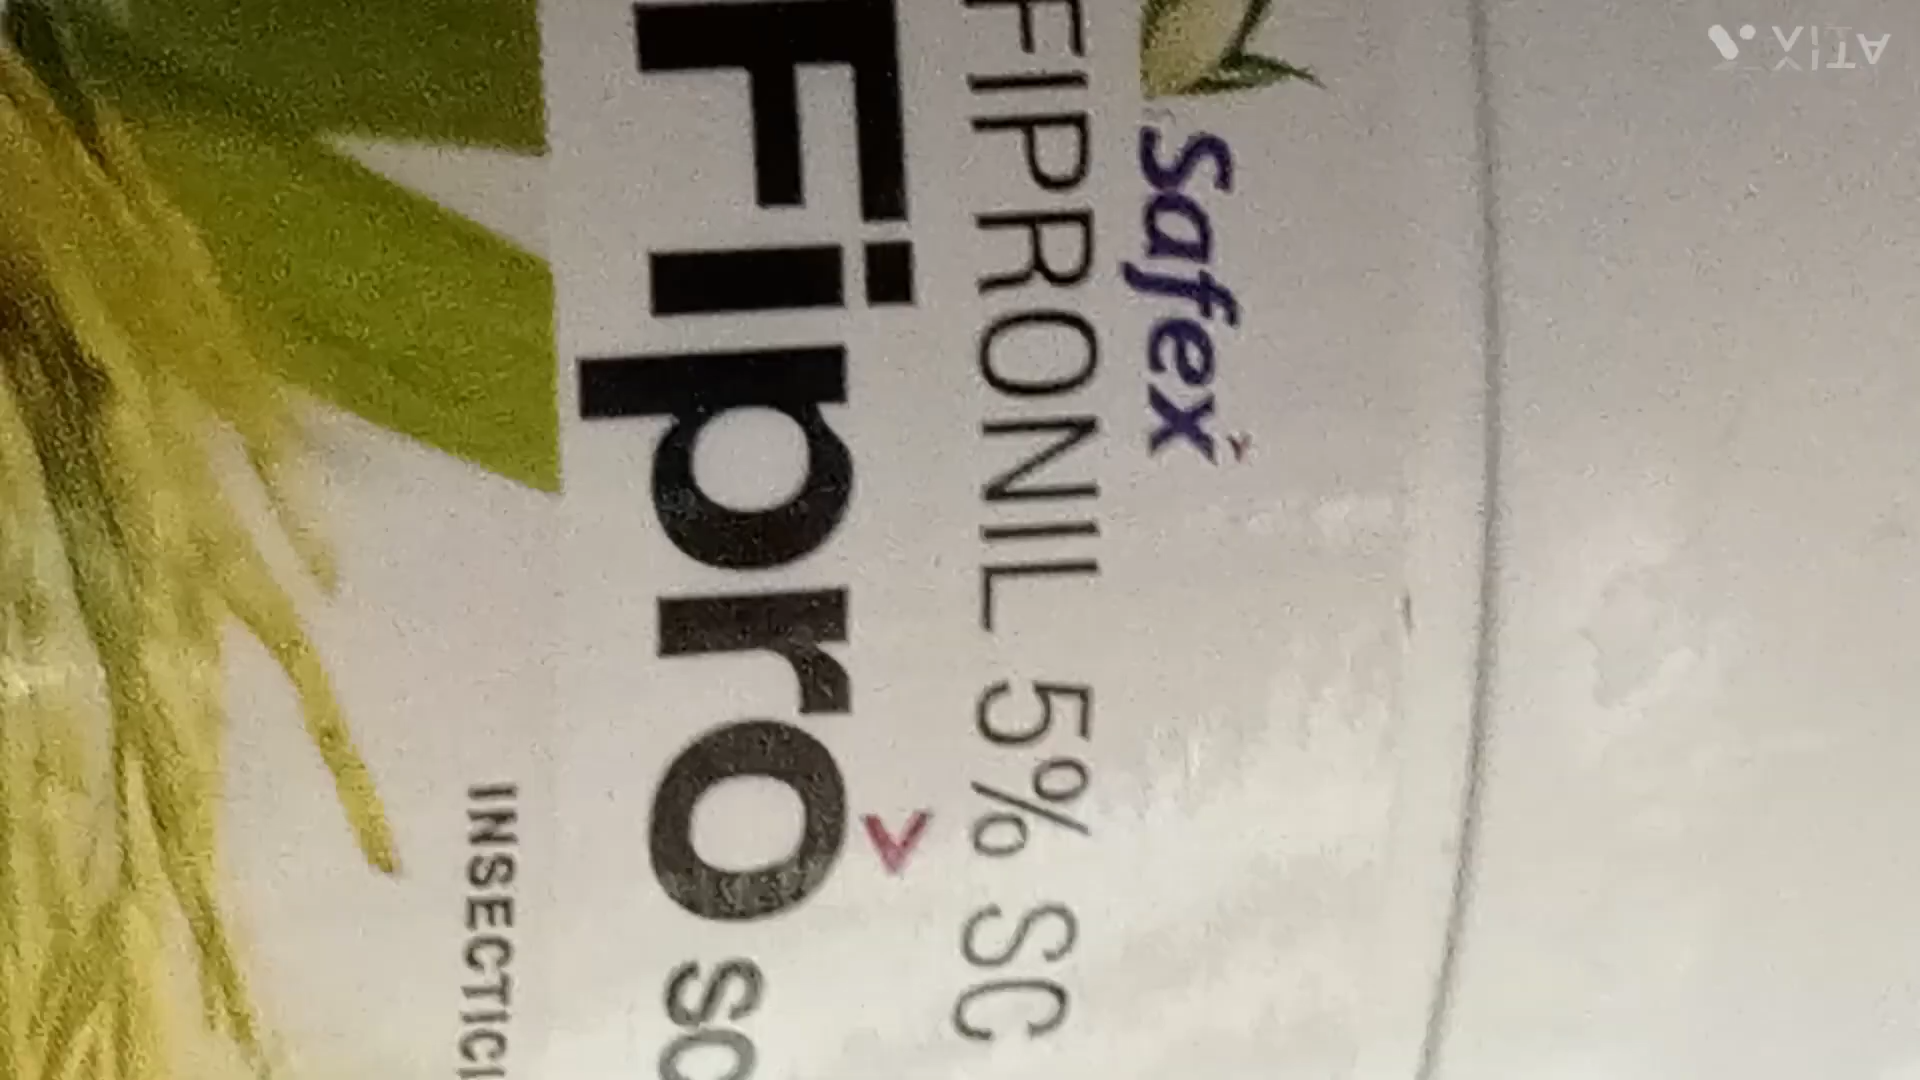 Safex
FIPRONIL 5% SC
Fipro SC
INSECTICI
VITA